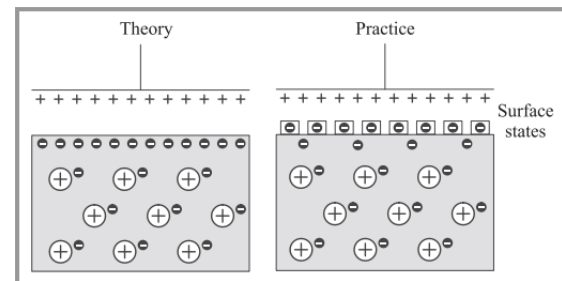 Theory
Practice
+ + + + + + + + + + + +
+ + + + + + + + + + + +
Surface
states